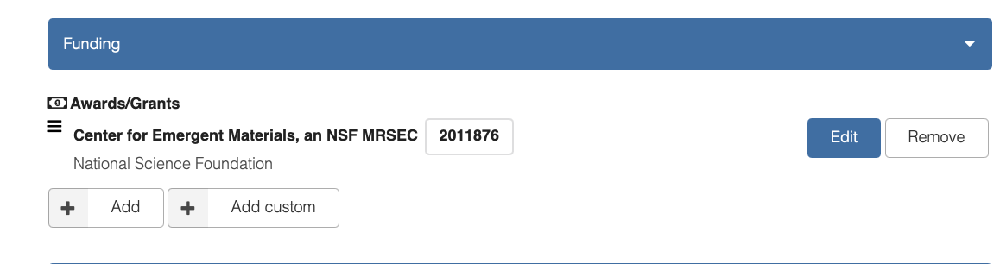 Funding
Awards/Grants
Center for Emergent Materials, an NSF MRSEC 2011876
Edit Remove
National Science Foundation
Add Add custom